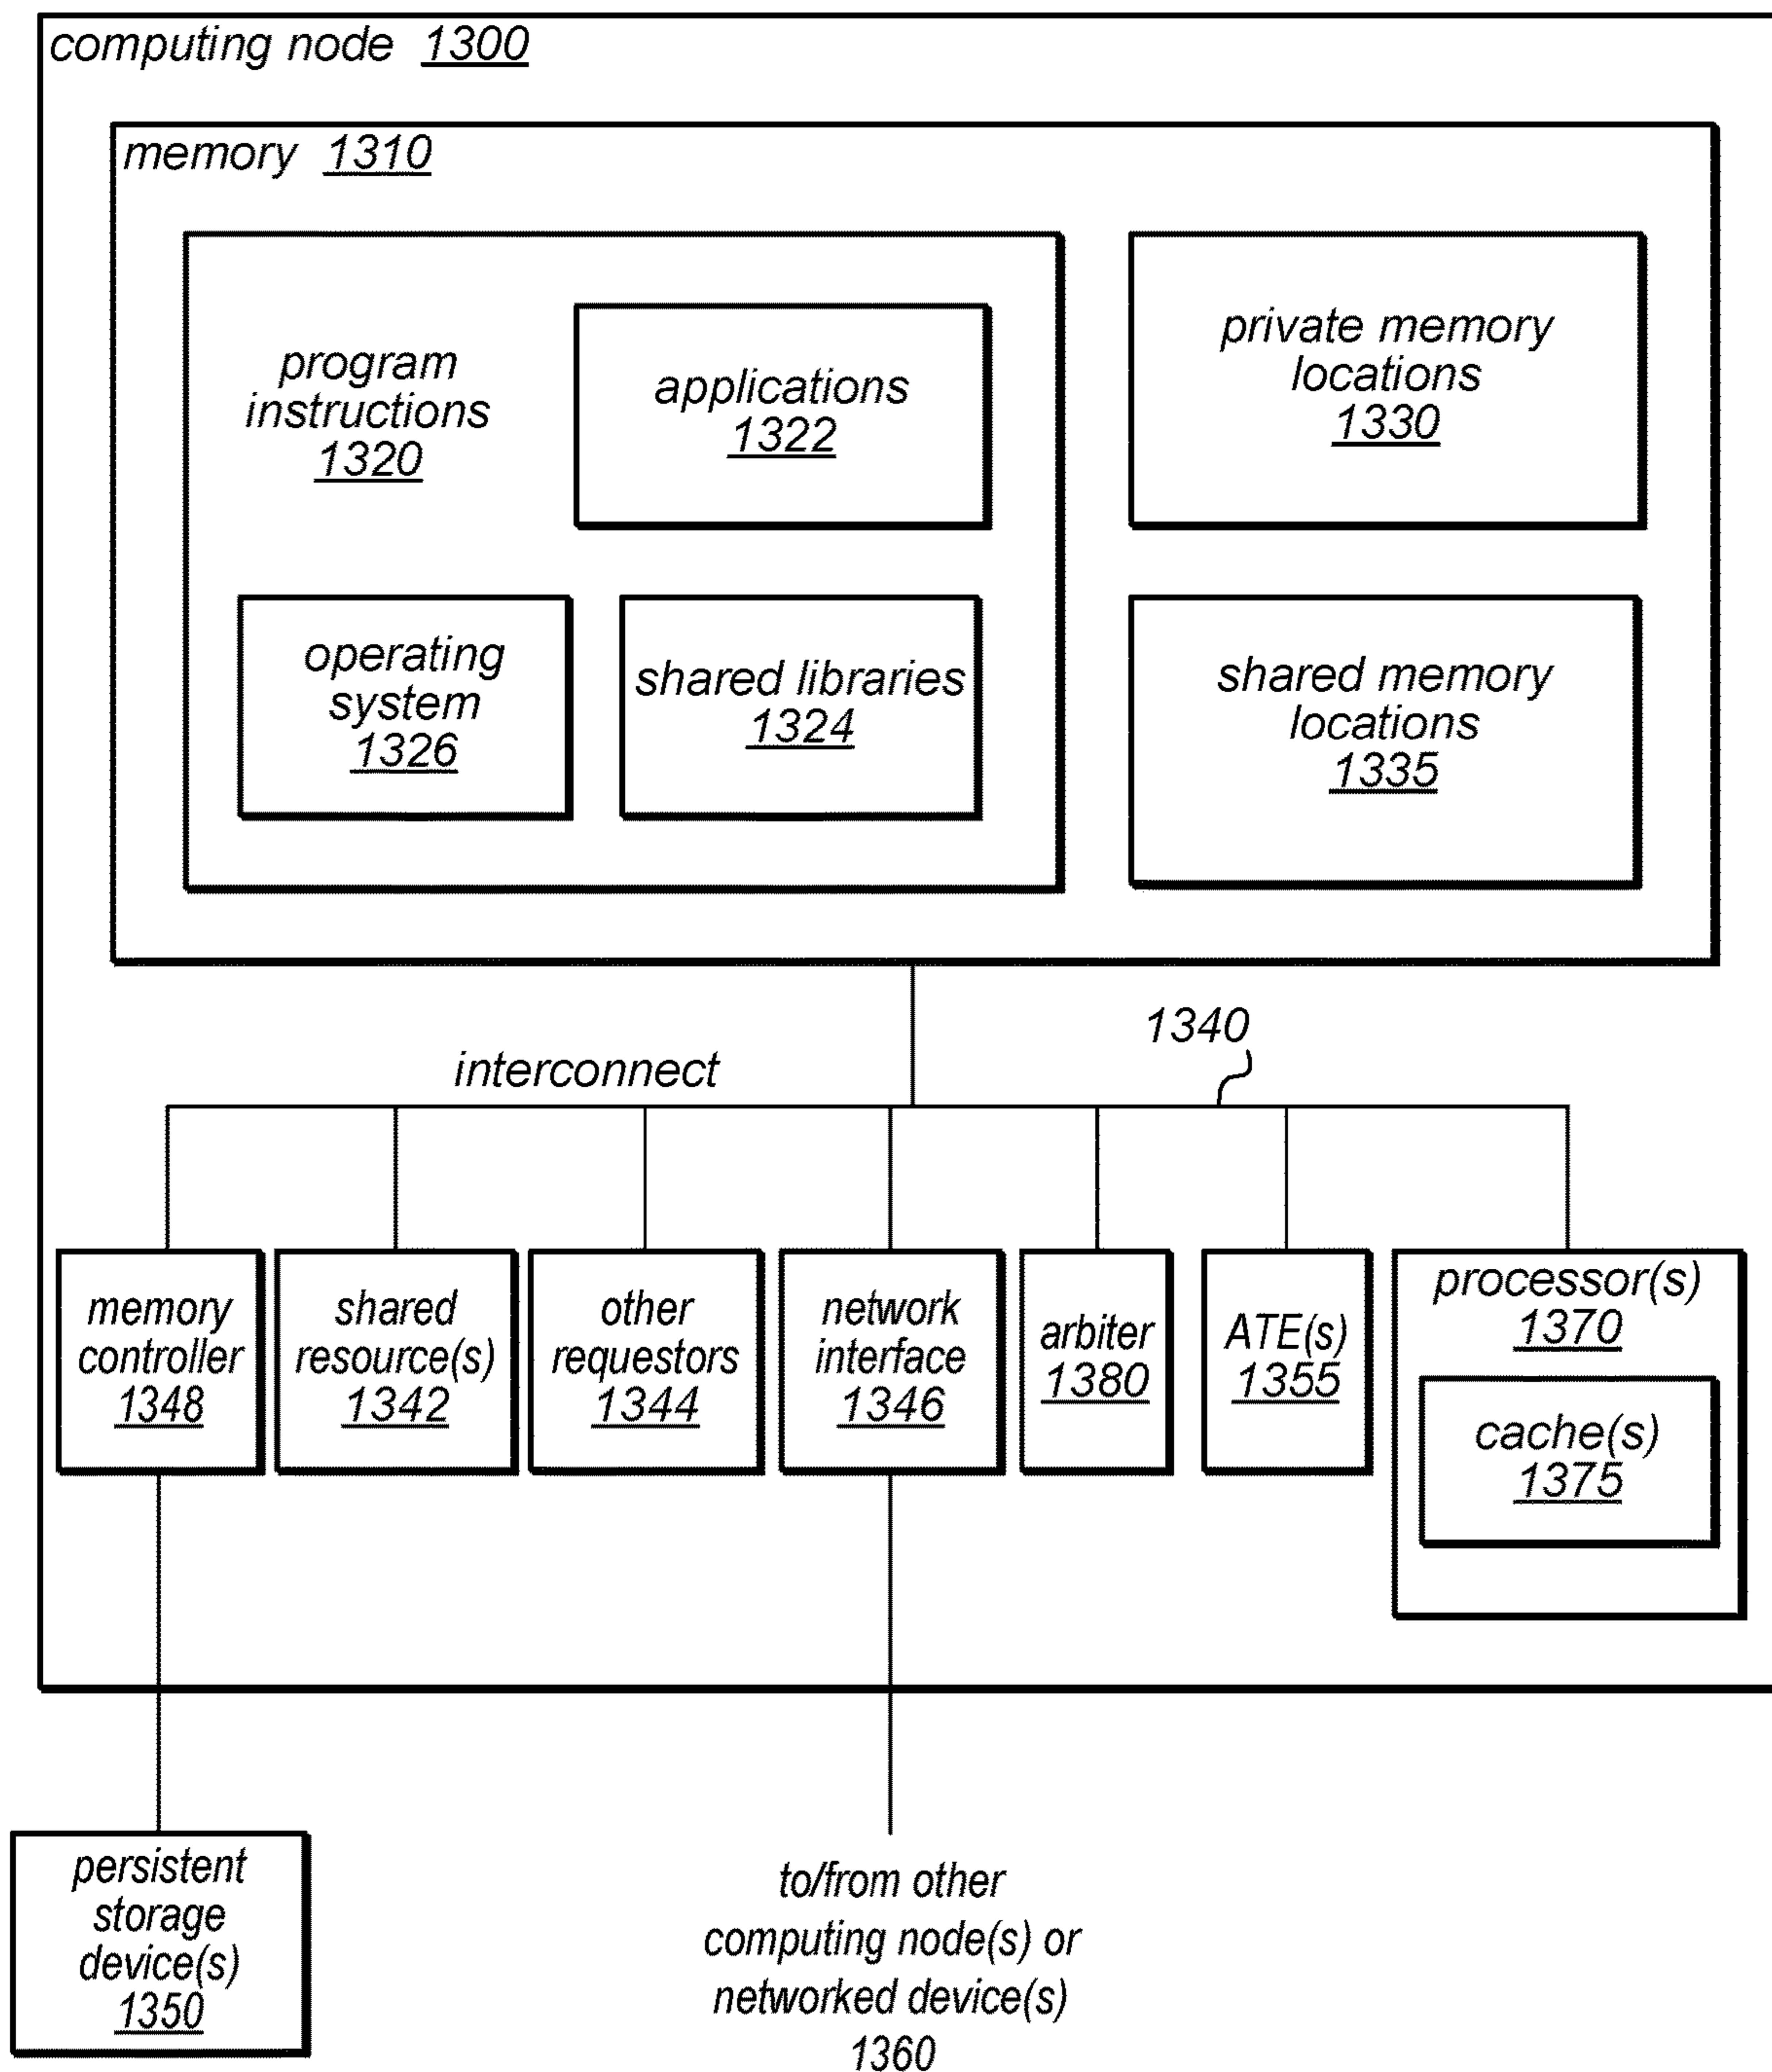 computing node 1300
memory 1310
program
instructions
1320
applications
1322
private memory
locations
1330
operating
system
1326
shared libraries
1324
shared memory
locations
1335
1340
interconnect
memory
controller
1348
shared
resource(s)
1342
other
requestors
1344
network
interface
1346
arbiter
1380
ATE(s)
1355
processor(s)
1370
cache(s)
1375
persistent
storage
device(s)
1350
to/from other
computing node(s) or
networked device(s)
1360